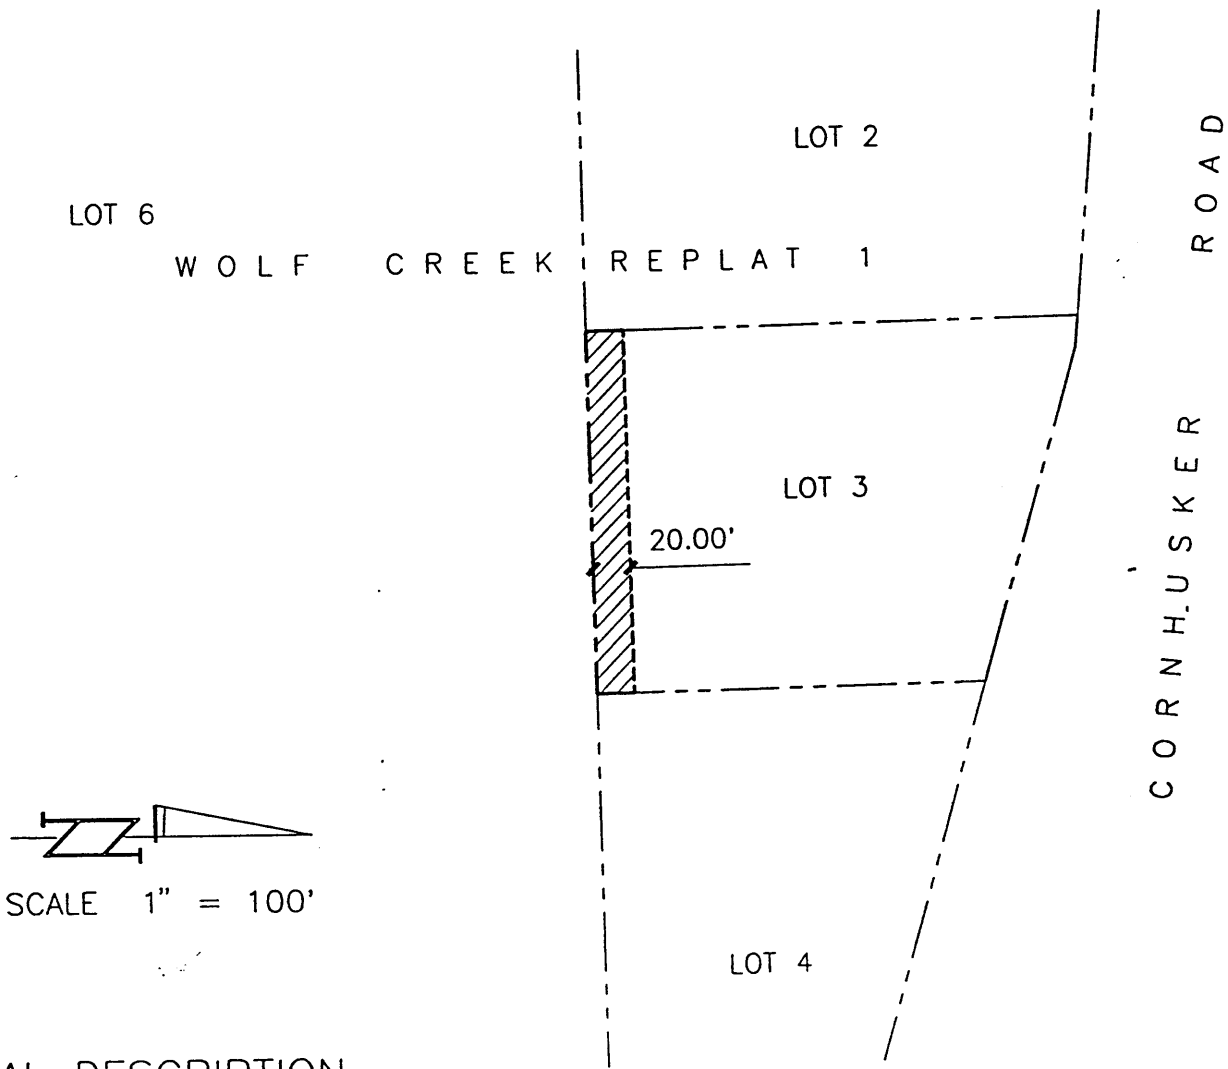 LOT 2
LOT 6
WOLF CREEK REPLAT 1
LOT 3
20.00'
CORNHUSKER ROAD
SCALE 1" = 100'
LOT 4
DESCRIPTION